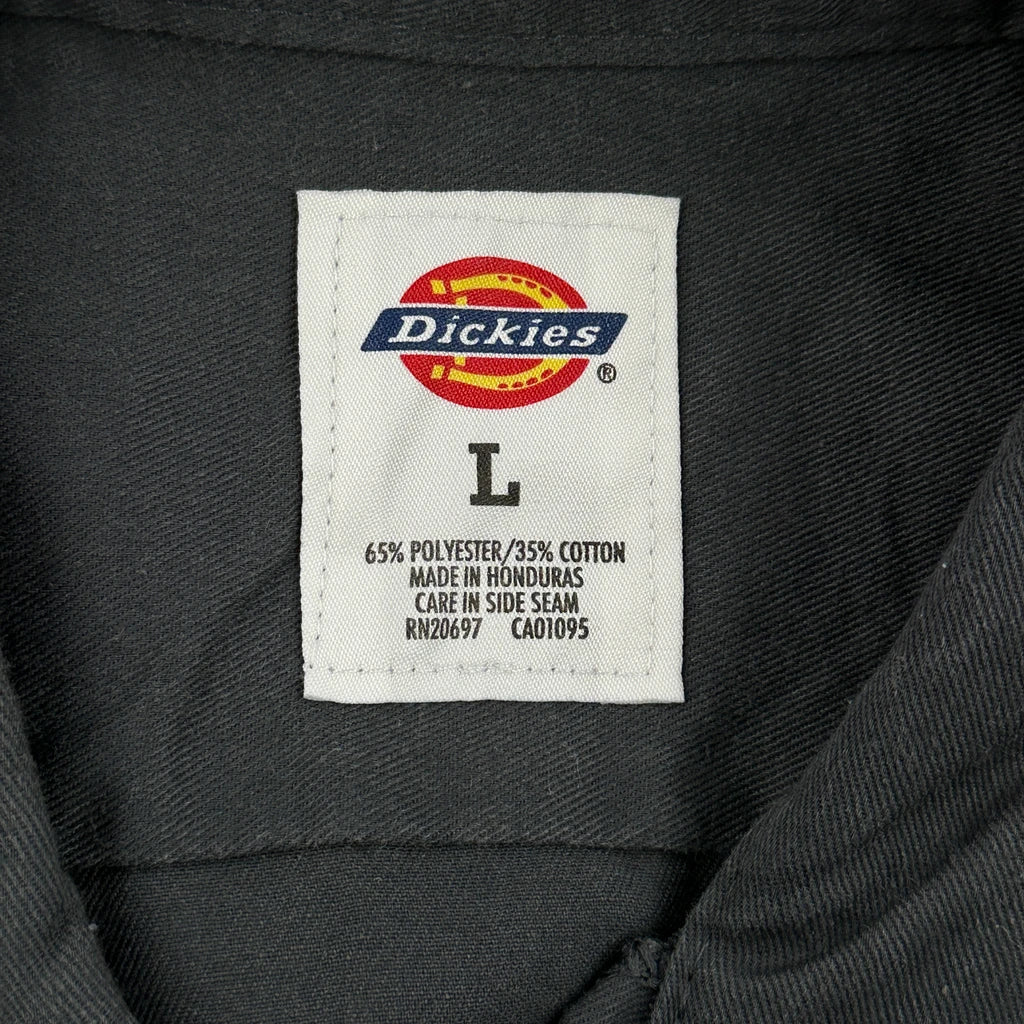 Dickies
®
L
65% POLYESTER/35% COTTON
MADE IN HONDURAS
CARE IN SIDE SEAM
RN20697 CA01095